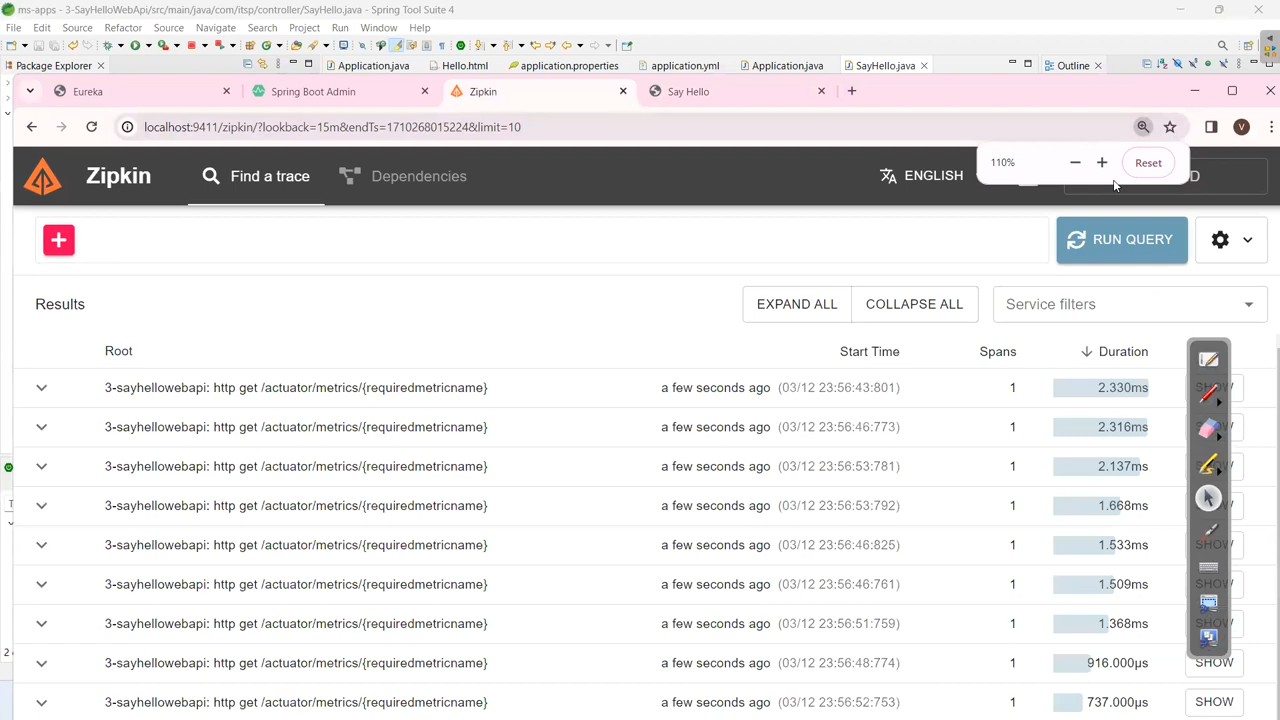 ms-apps - 3-SayHelloWebApi/src/main/java/com/itsp/controller/SayHello.java - Spring Tool Suite 4
File Edit Source Refactor Source Navigate Search Project Run Window Help
Package Explorer Application.java Hello.html application.properties application.yml Application.java SayHello.java Outline
Eureka Spring Boot Admin Zipkin Say Hello
localhost:9411/zipkin/?lookback=15m&endTs=1710268015224&limit=10 V
110% Reset
Zipkin Find a trace Dependencies ENGLISH D
RUN QUERY
Results EXPAND ALL COLLAPSE ALL Service filters
Root Start Time Spans Duration
3-sayhellowebapi: http get /actuator/metrics/{requiredmetricname} a few seconds ago (03/12 23:56:43:801) 1 2.330ms SHOW
3-sayhellowebapi: http get /actuator/metrics/{requiredmetricname} a few seconds ago (03/12 23:56:46:773) 1 2.316ms
3-sayhellowebapi: http get /actuator/metrics/{requiredmetricname} a few seconds ago (03/12 23:56:53:781) 1 2.137ms
3-sayhellowebapi: http get /actuator/metrics/{requiredmetricname} a few seconds ago (03/12 23:56:53:792) 1 1.668ms
3-sayhellowebapi: http get /actuator/metrics/{requiredmetricname} a few seconds ago (03/12 23:56:46:825) 1 1.533ms SHOW
3-sayhellowebapi: http get /actuator/metrics/{requiredmetricname} a few seconds ago (03/12 23:56:46:761) 1 1.509ms SHOW
3-sayhellowebapi: http get /actuator/metrics/{requiredmetricname} a few seconds ago (03/12 23:56:51:759) 1 1.368ms
3-sayhellowebapi: http get /actuator/metrics/{requiredmetricname} a few seconds ago (03/12 23:56:48:774) 1 916.000µs SHOW
3-sayhellowebapi: http get /actuator/metrics/{requiredmetricname} a few seconds ago (03/12 23:56:52:753) 1 737.000µs SHOW